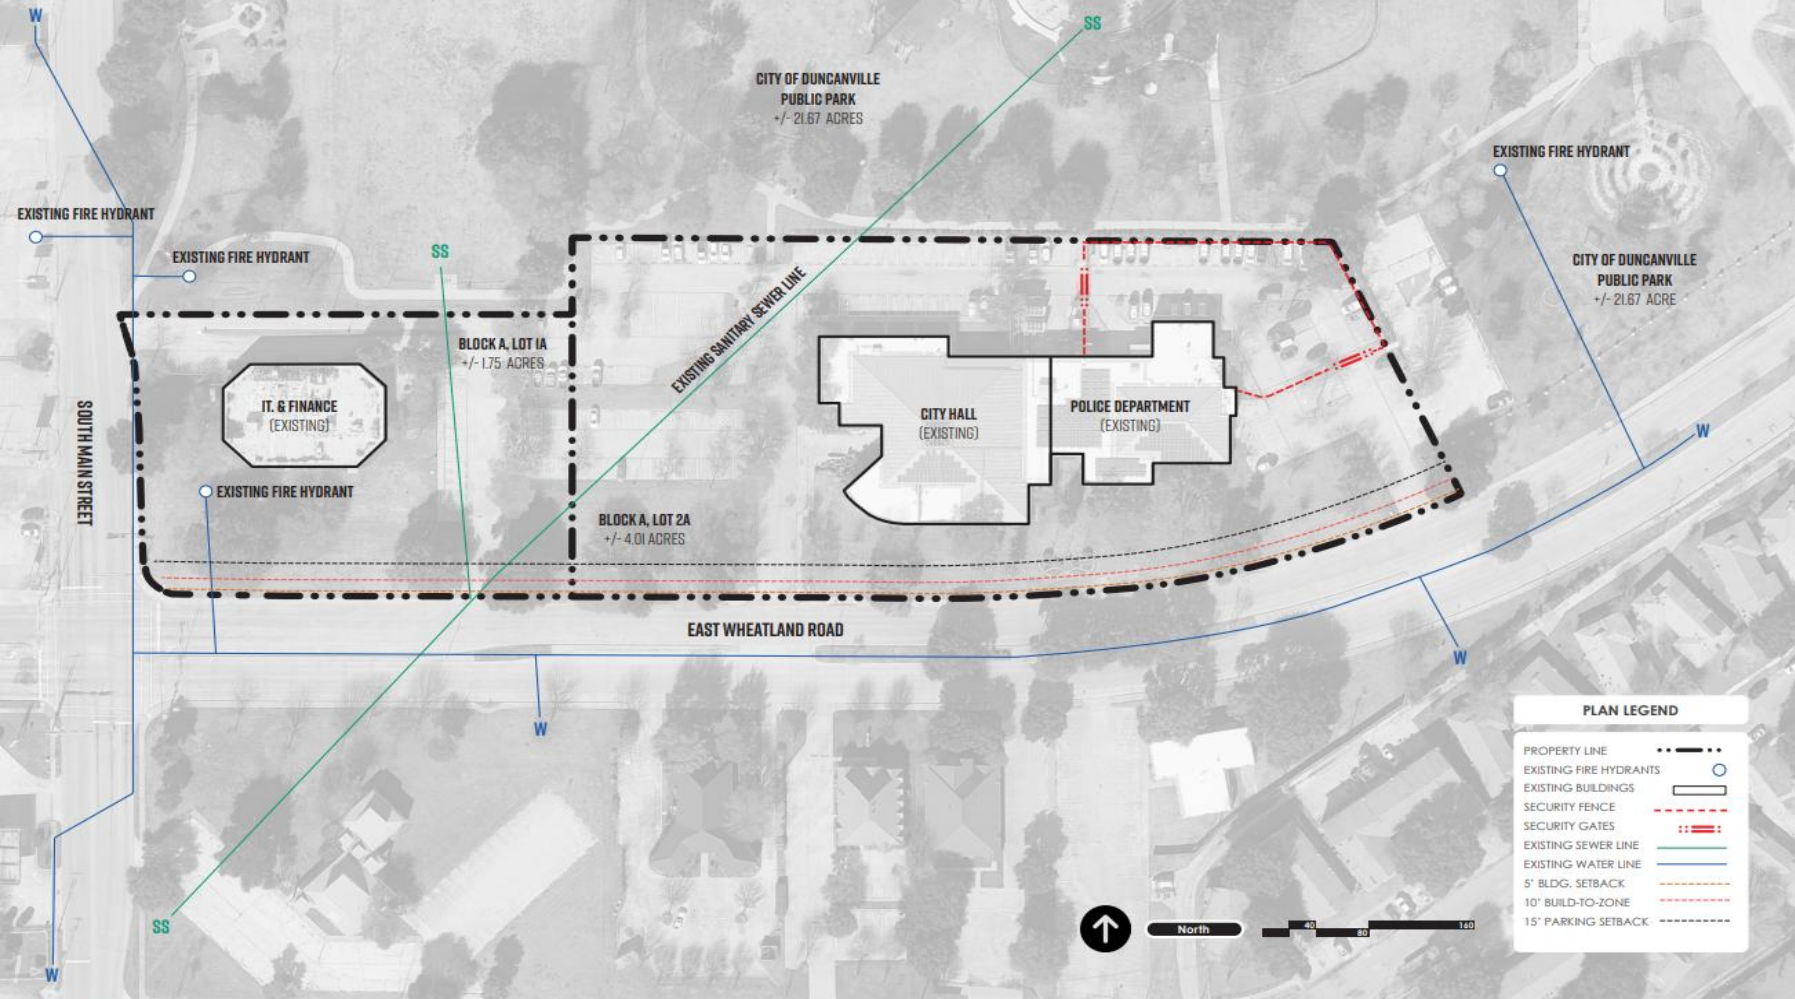 W
SS
CITY OF DUNCANVILLE
PUBLIC PARK
+/- 21.67 ACRES
EXISTING FIRE HYDRANT
EXISTING FIRE HYDRANT
EXISTING FIRE HYDRANT
SS
CITY OF DUNCANVILLE
PUBLIC PARK
+/- 21.67 ACRE
EXISTING SANITARY SEWER LINE
BLOCK A, LOT 1A
+/- 1.75 ACRES
SOUTH MAIN STREET
IT. & FINANCE
(EXISTING)
CITY HALL
(EXISTING)
POLICE DEPARTMENT
(EXISTING)
W
EXISTING FIRE HYDRANT
BLOCK A, LOT 2A
+/- 4.01 ACRES
EAST WHEATLAND ROAD
W
W
SS
W
North
40
80
160
PLAN LEGEND
PROPERTY LINE
EXISTING FIRE HYDRANTS
EXISTING BUILDINGS
SECURITY FENCE
SECURITY GATES
EXISTING SEWER LINE
EXISTING WATER LINE
5' BLDG. SETBACK
10' BUILD-TO-ZONE
15' PARKING SETBACK